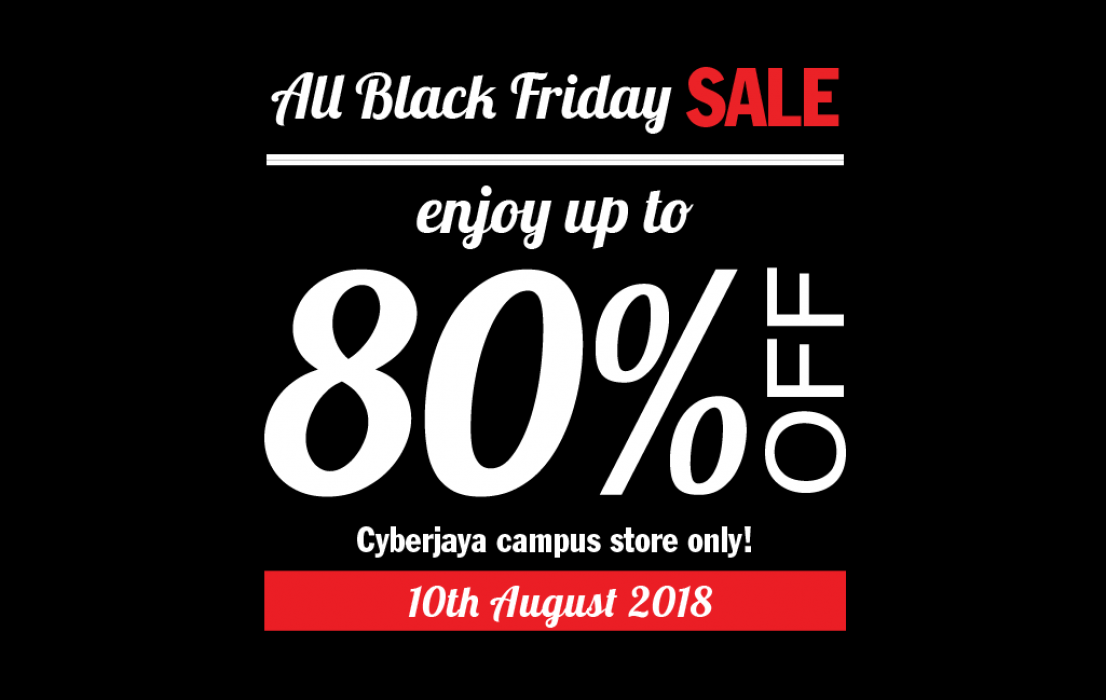 All Black Friday SALE
enjoy up to
80% OFF
Cyberjaya campus store only!
10th August 2018